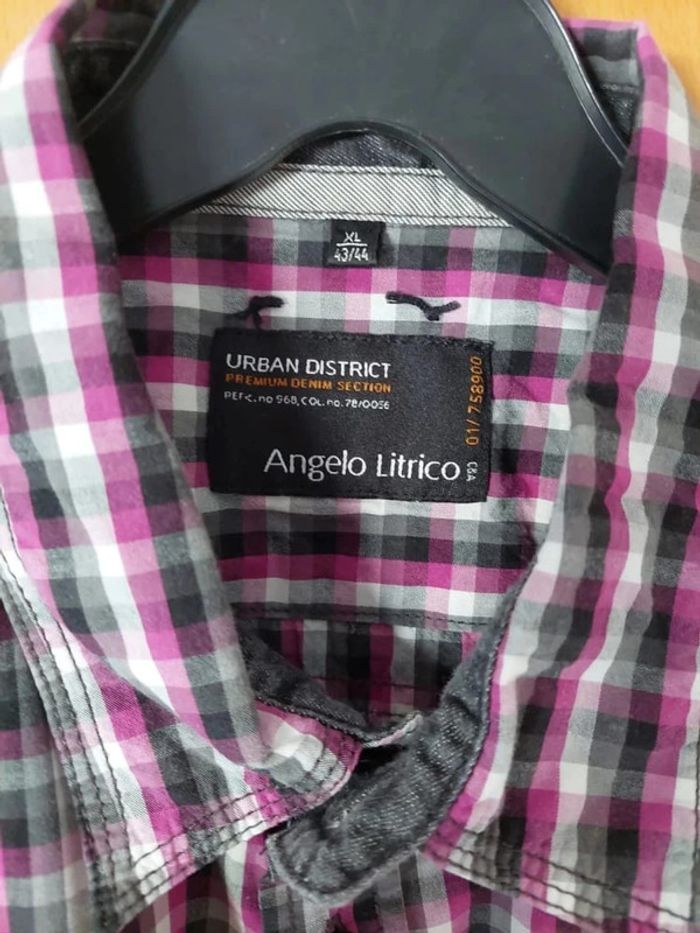 XL
43/44
URBAN DISTRICT
PREMIUM DENIM SECTION
REF<. no 968, COL. no. 78/0056
01/ 758900
Angelo Litrico
C&A